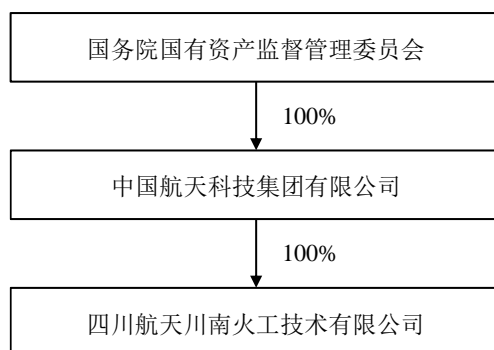 国务院国有资产监督管理委员会
100%
中国航天科技集团有限公司
100%
四川航天川南火工技术有限公司